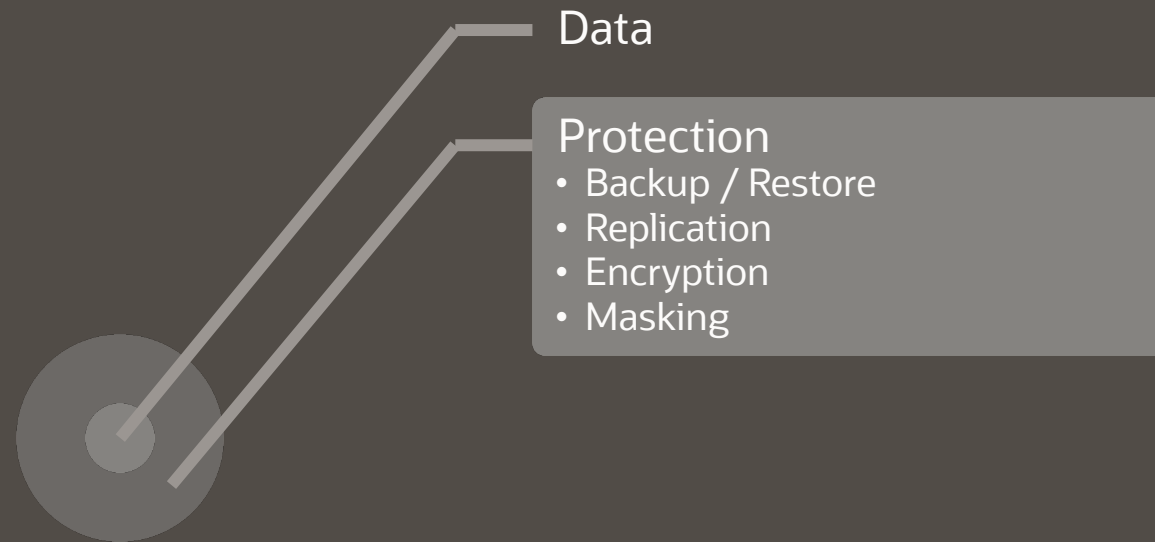 Data
Protection
• Backup / Restore
• Replication
• Encryption
• Masking